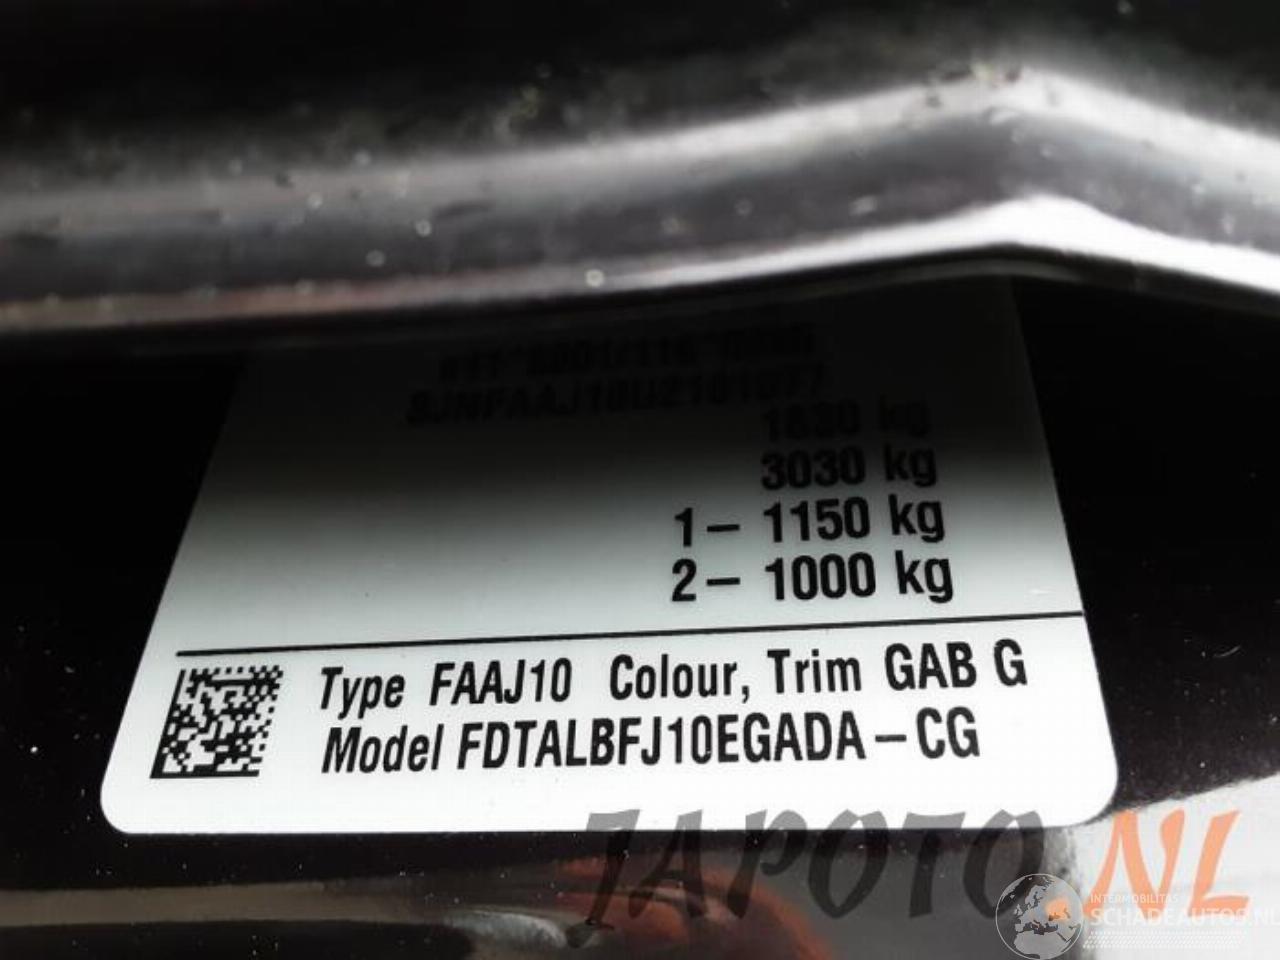 3030 kg
1 – 1150 kg
2 – 1000 kg
Type FAAJ10 Colour, Trim GAB G
Model FDTALBFJ10EGADA – CG
JAPOTO.NL
INTERMOBILITAS
SCHADEAUTOS.NL